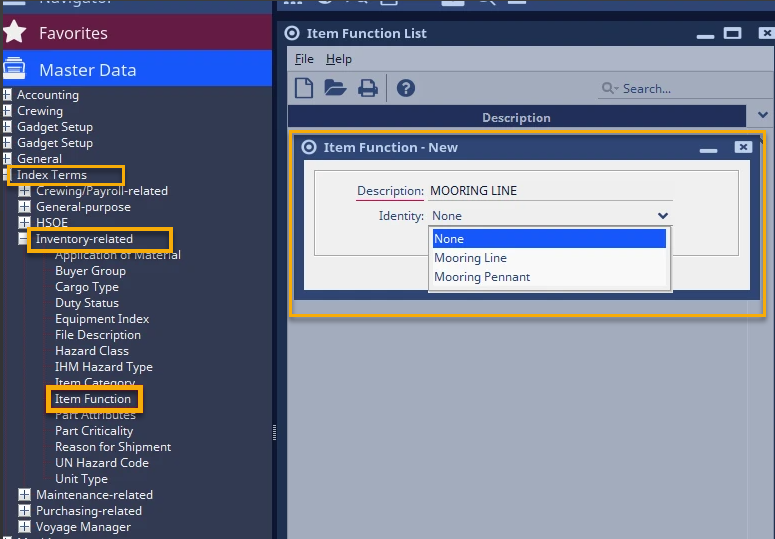 Navigator
Favorites
Master Data
Accounting
Crewing
Gadget Setup
Gadget Setup
General
Index Terms
Crewing/Payroll-related
General-purpose
HSQE
Inventory-related
Application of Material
Buyer Group
Cargo Type
Duty Status
Equipment Index
File Description
Hazard Class
IHM Hazard Type
Item Category
Item Function
Part Attributes
Part Criticality
Reason for Shipment
UN Hazard Code
Unit Type
Maintenance-related
Purchasing-related
Voyage Manager
Item Function List
File Help
Search...
Description
Item Function - New
Description: MOORING LINE
Identity: None
None
Mooring Line
Mooring Pennant